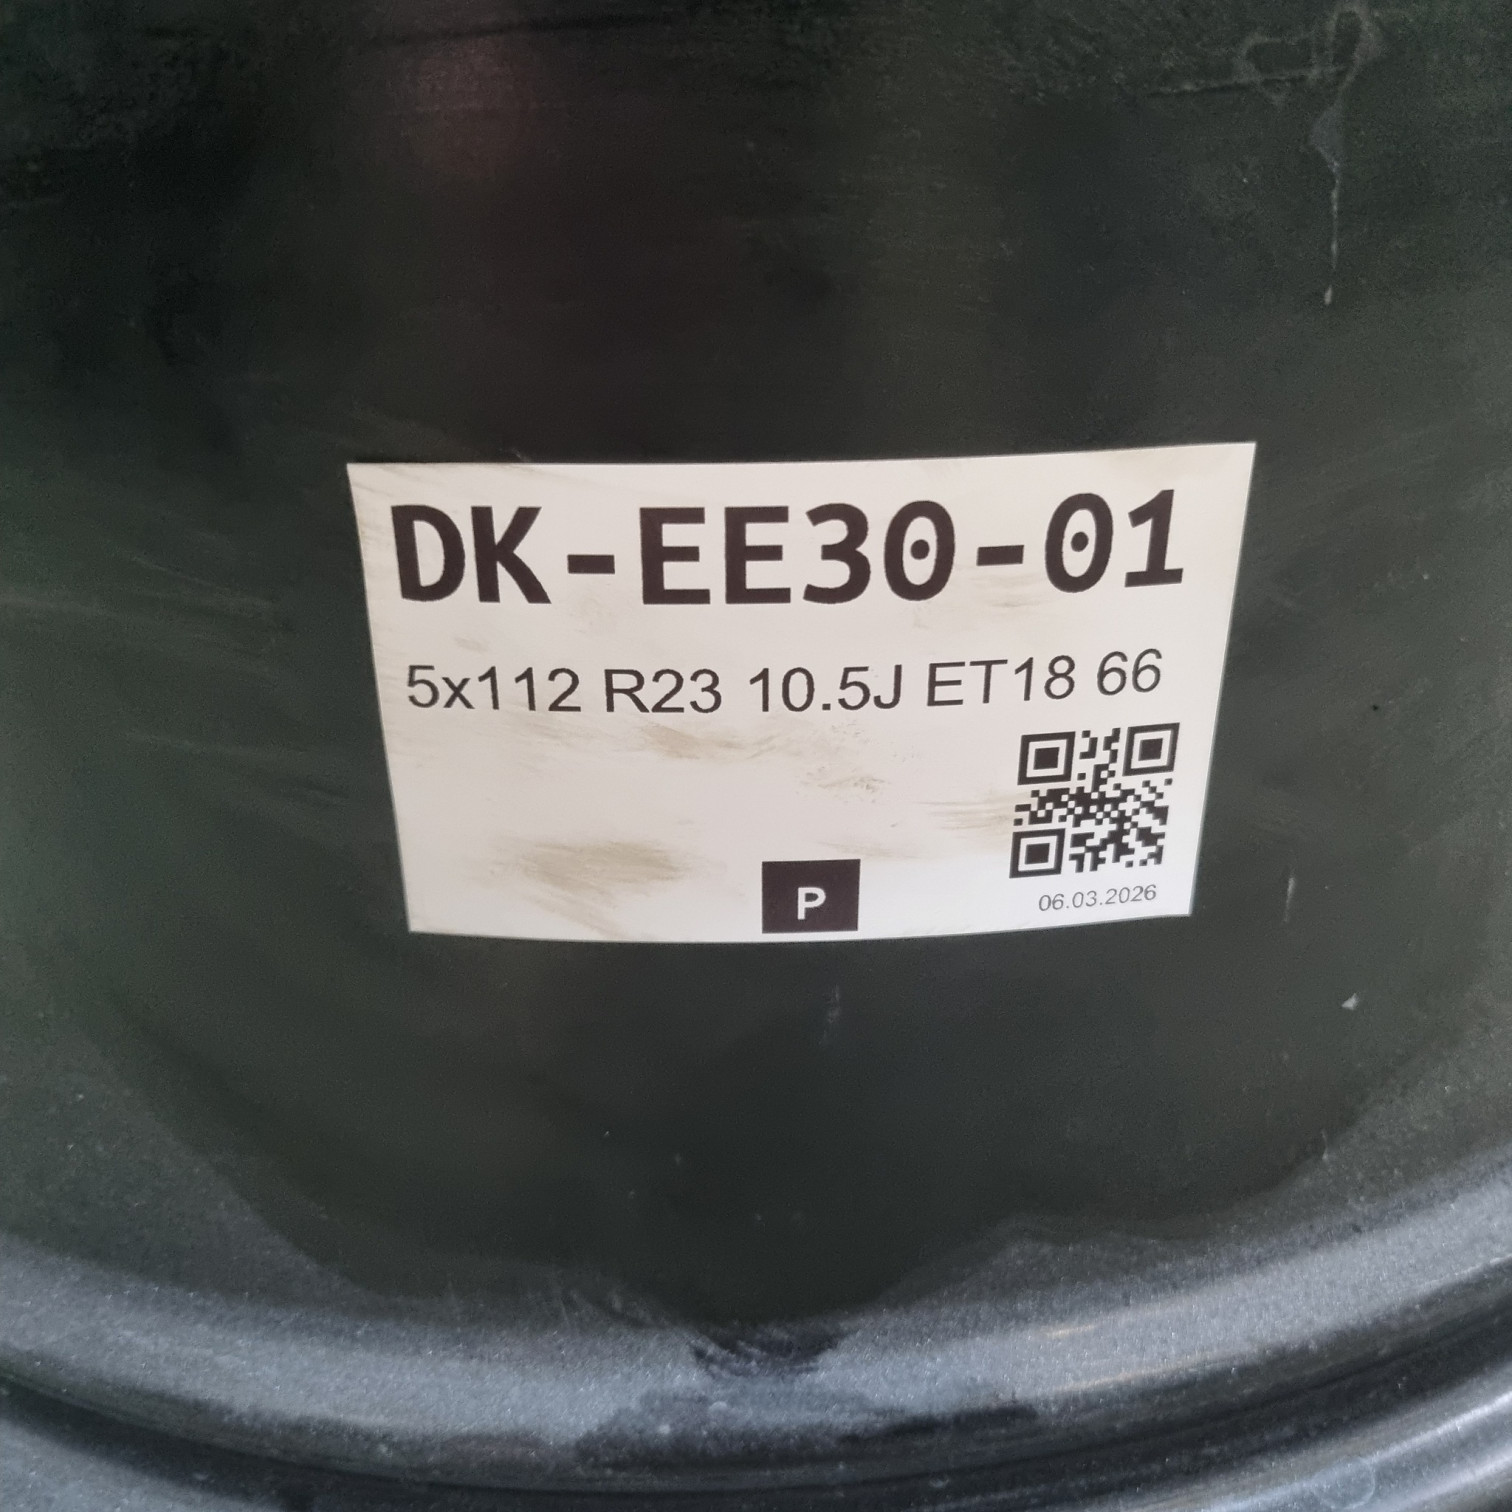 DK-EE30-01
5x112 R23 10.5J ET18 66
P
06.03.2026